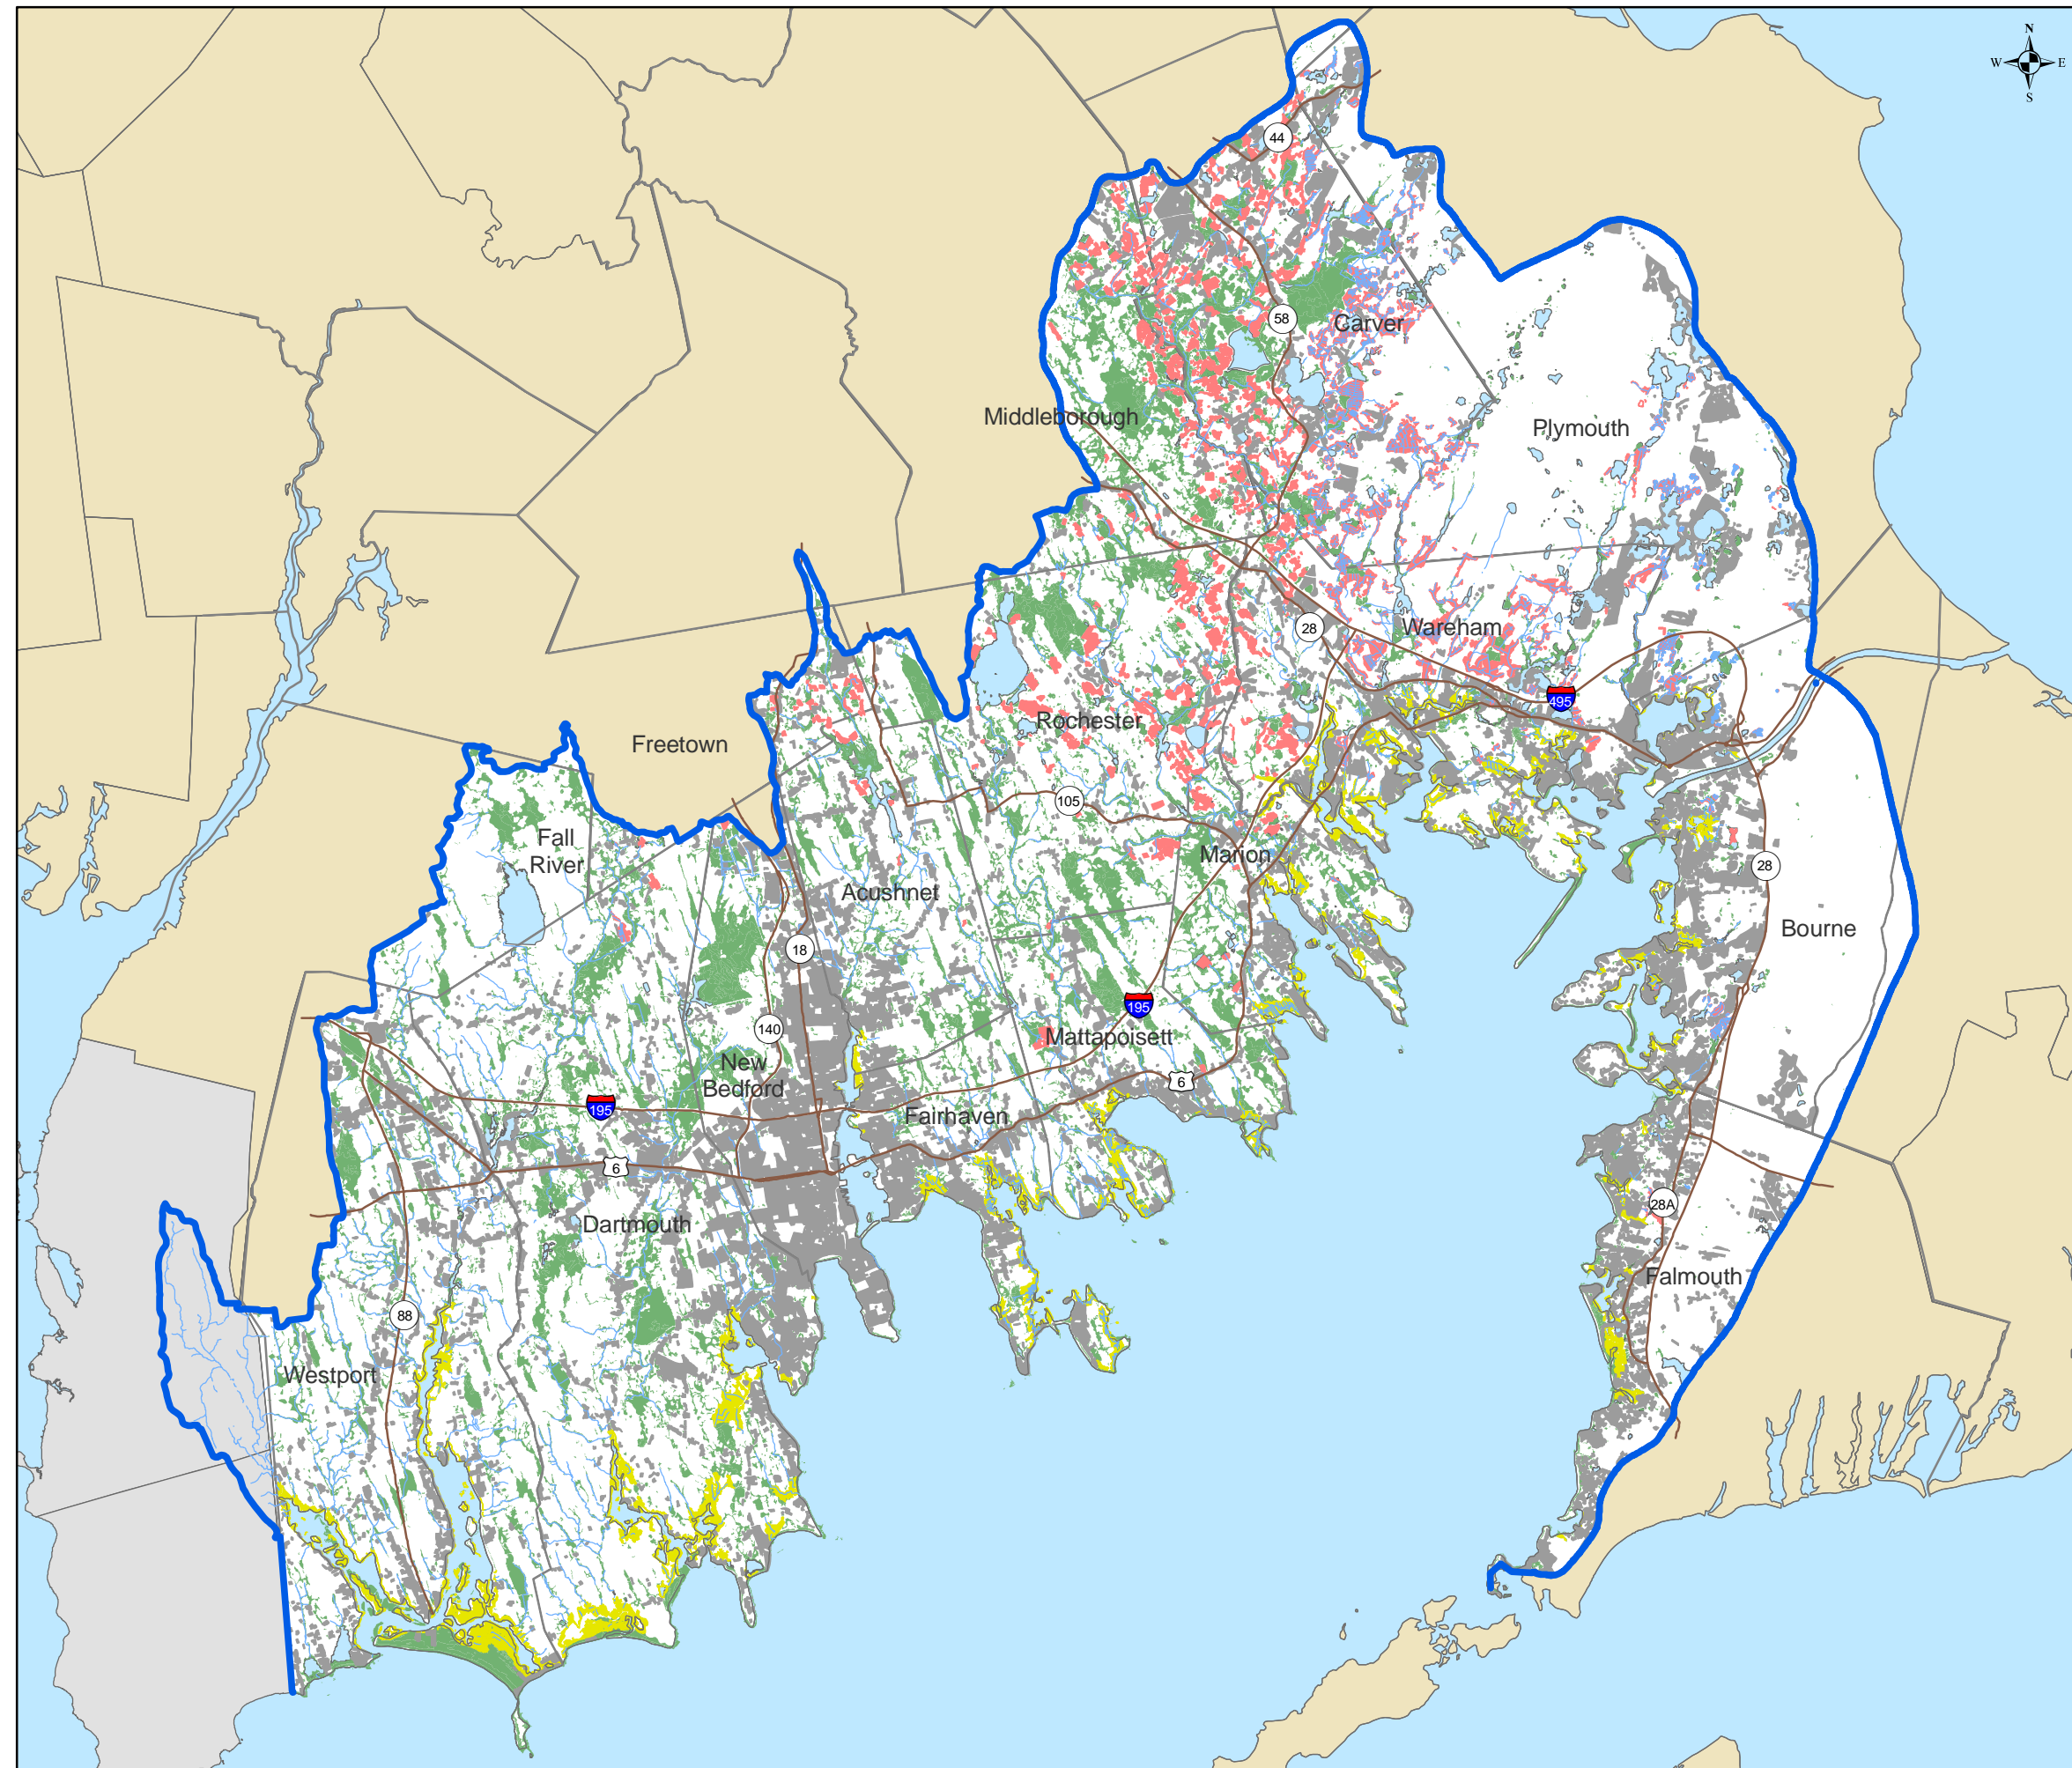 N
W E
S
44
58
Carver
Middleborough
Plymouth
28
Wareham
495
Rochester
Freetown
105
Fall
River
Marion
28
Acushnet
Bourne
18
195
140
Mattapoisett
New
Bedford
6
195
Fairhaven
6
28A
Dartmouth
Falmouth
88
Westport